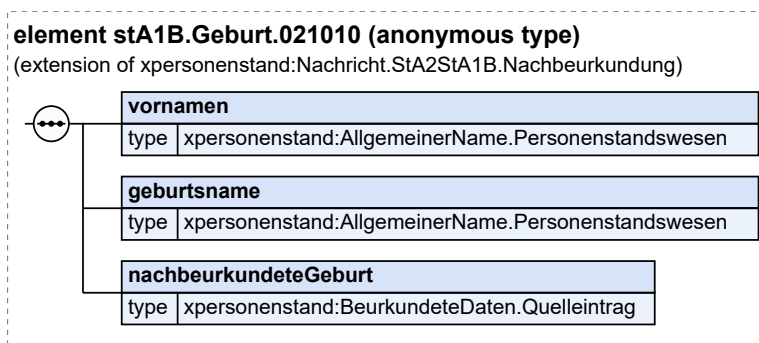 element stA1B.Geburt.021010 (anonymous type)
(extension of xpersonenstand:Nachricht.StA2StA1B.Nachbeurkundung)
vornamen
type xpersonenstand:AllgemeinerName.Personenstandswesen
geburtsname
type xpersonenstand:AllgemeinerName.Personenstandswesen
nachbeurkundeteGeburt
type xpersonenstand:BeurkundeteDaten.Quelleintrag